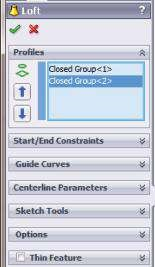 Loft
?
Profiles
Closed Group<1>
Closed Group<2>
Start/End Constraints
Guide Curves
Centerline Parameters
Sketch Tools
Options
Thin Feature